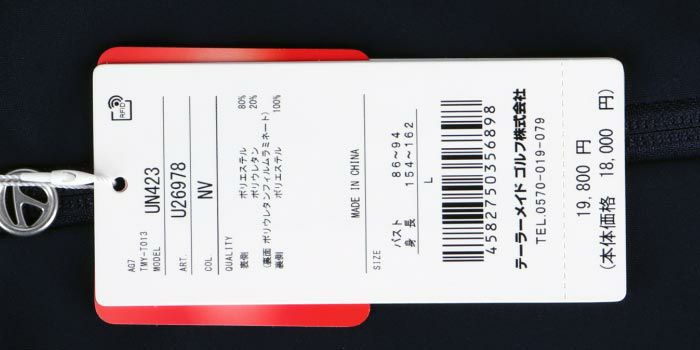 RFID
AG7
TMY-T013
MODEL UN423
ART. U26978
COL NV
QUALITY
表側 ポリエステル 80%
ポリウレタン 20%
(裏面 ポリウレタンフィルムラミネート)
裏側 ポリエステル 100%
MADE IN CHINA
SIZE
バスト 86~94
身長 154~162
L
4582750356898
テーラーメイド ゴルフ株式会社
TEL.0570-019-079
19,800 円
(本体価格 18,000 円)